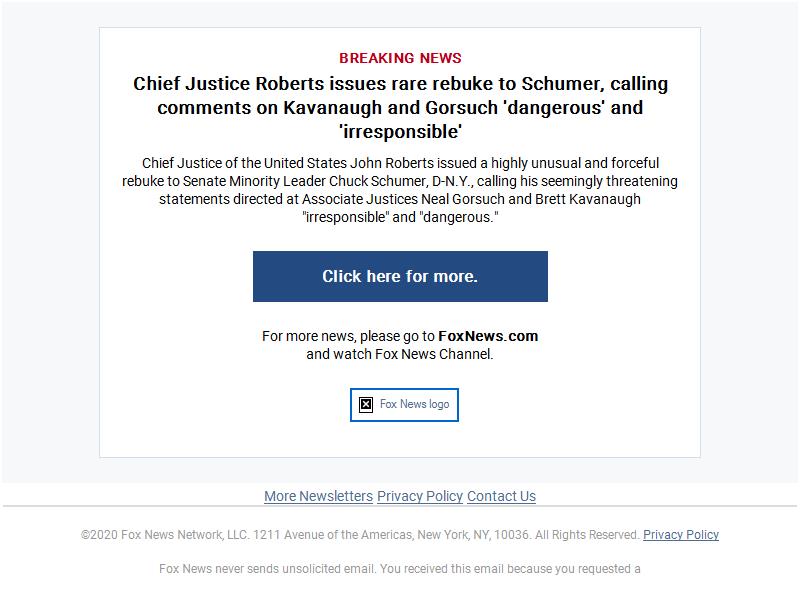 BREAKING NEWS
Chief Justice Roberts issues rare rebuke to Schumer, calling
comments on Kavanaugh and Gorsuch 'dangerous' and
'irresponsible'
Chief Justice of the United States John Roberts issued a highly unusual and forceful
rebuke to Senate Minority Leader Chuck Schumer, D-N.Y., calling his seemingly threatening
statements directed at Associate Justices Neal Gorsuch and Brett Kavanaugh
"irresponsible" and "dangerous."
Click here for more.
For more news, please go to FoxNews.com
and watch Fox News Channel.
Fox News logo
More Newsletters Privacy Policy Contact Us
©2020 Fox News Network, LLC. 1211 Avenue of the Americas, New York, NY, 10036. All Rights Reserved. Privacy Policy
Fox News never sends unsolicited email. You received this email because you requested a